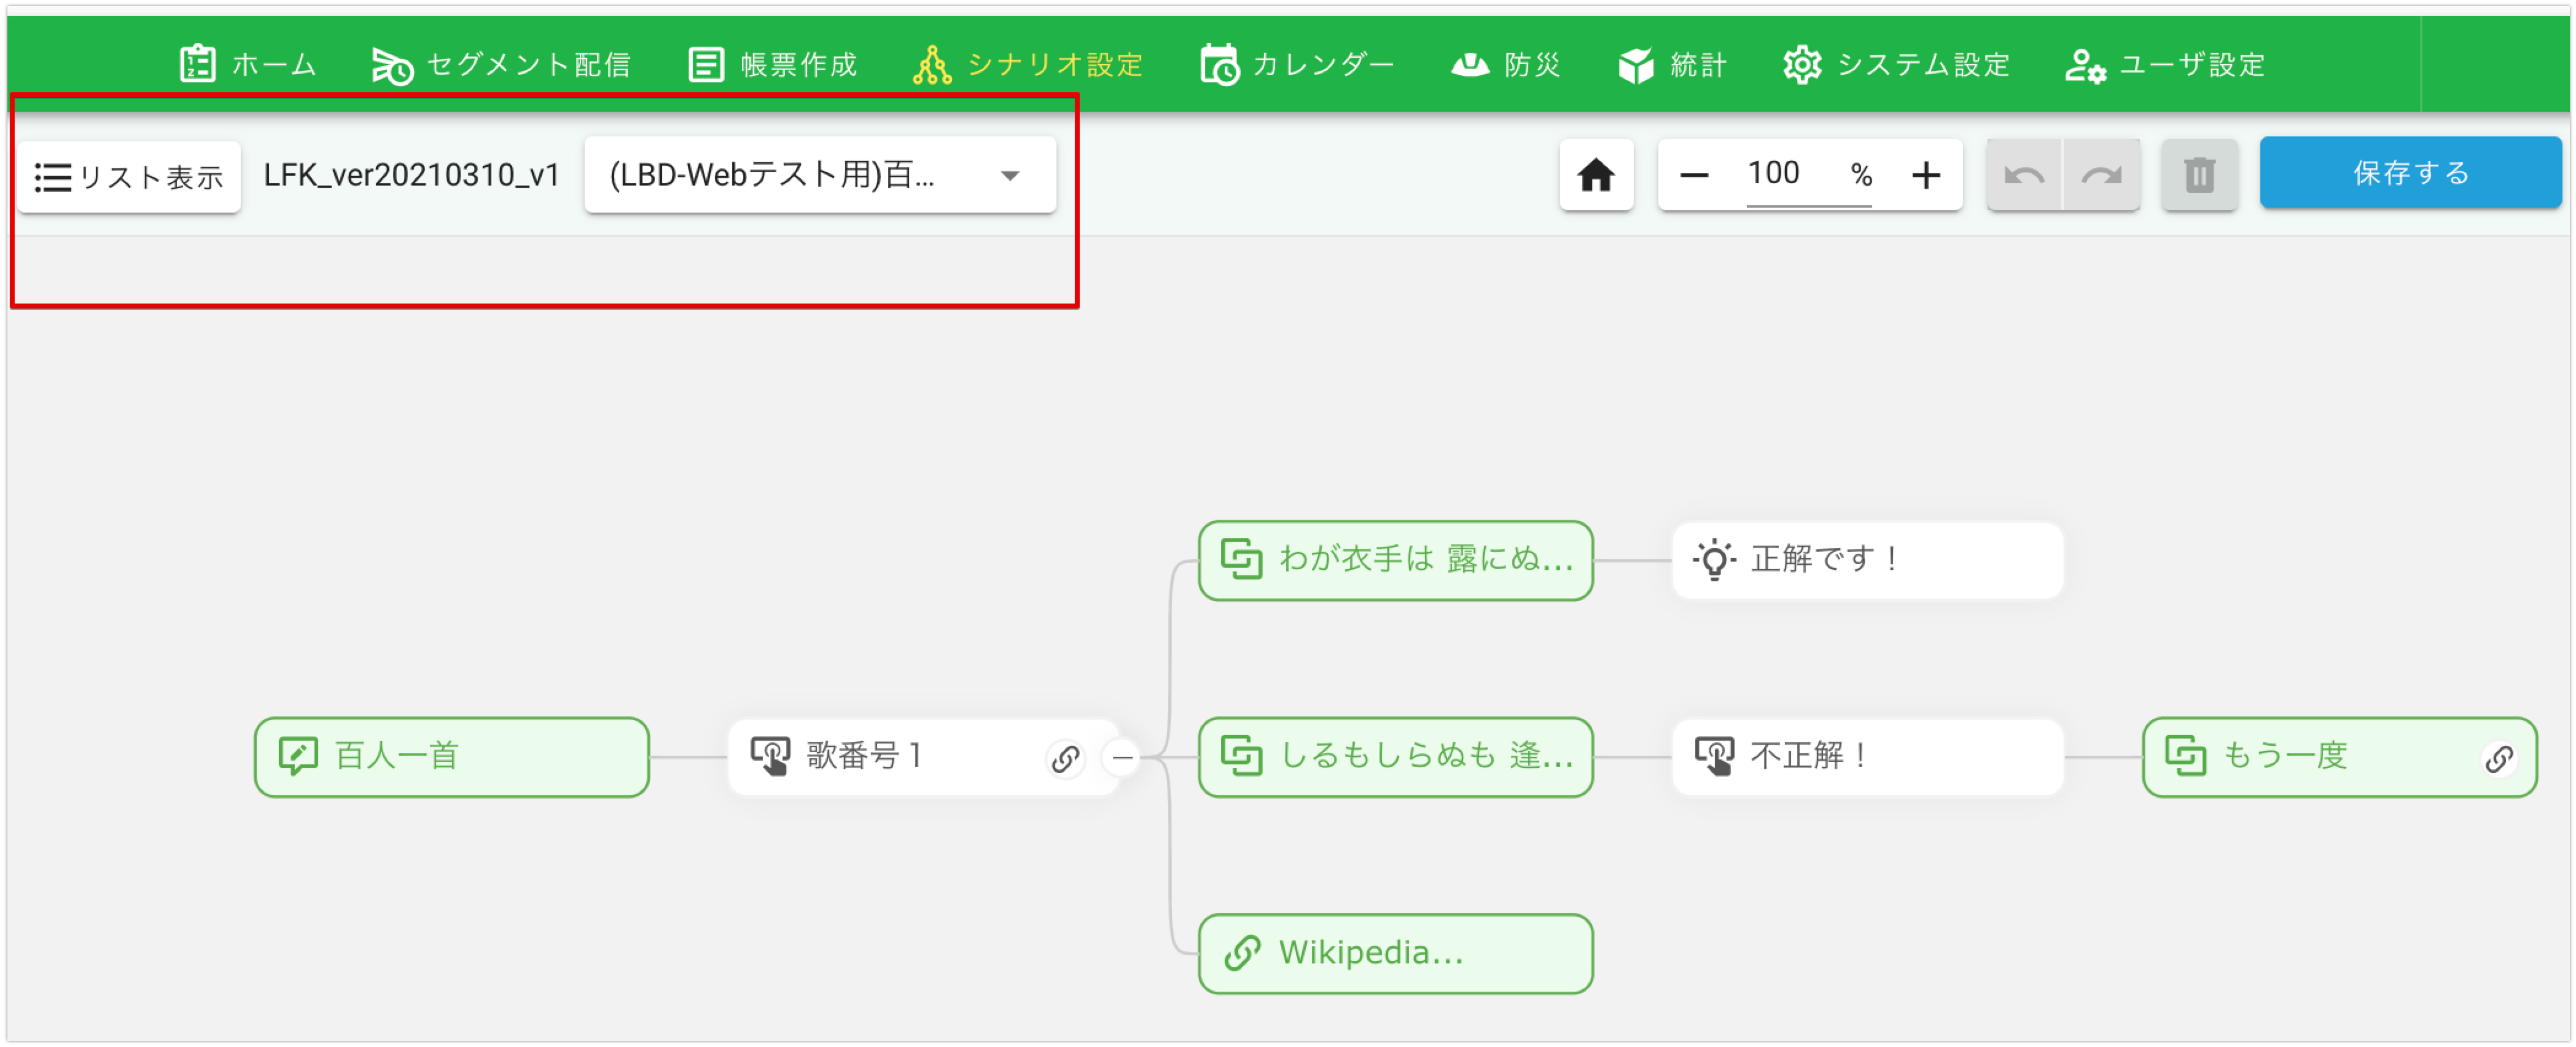 ホーム セグメント配信 帳票作成 シナリオ設定 カレンダー 防災 統計 システム設定 ユーザ設定
リスト表示 LFK_ver20210310_v1 (LBD-Webテスト用)百... 100 % 保存する
わが衣手は 露にぬ... 正解です！
百人一首 歌番号１ しるもしらぬも 逢... 不正解！ もう一度
Wikipedia...